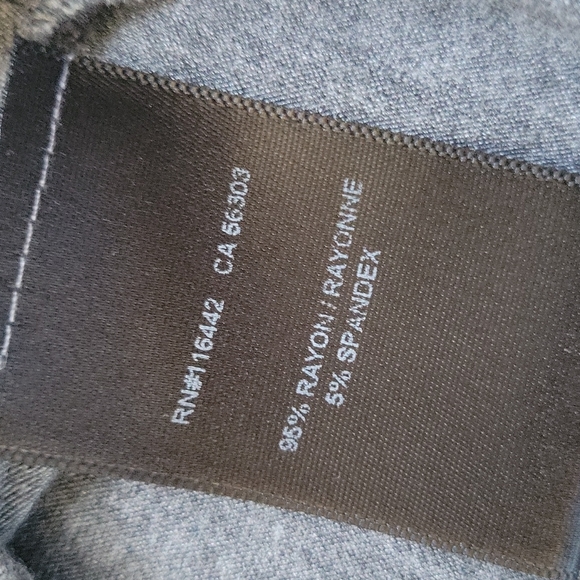 RN#116442 CA 56303
95% RAYON / RAYONNE
5% SPANDEX